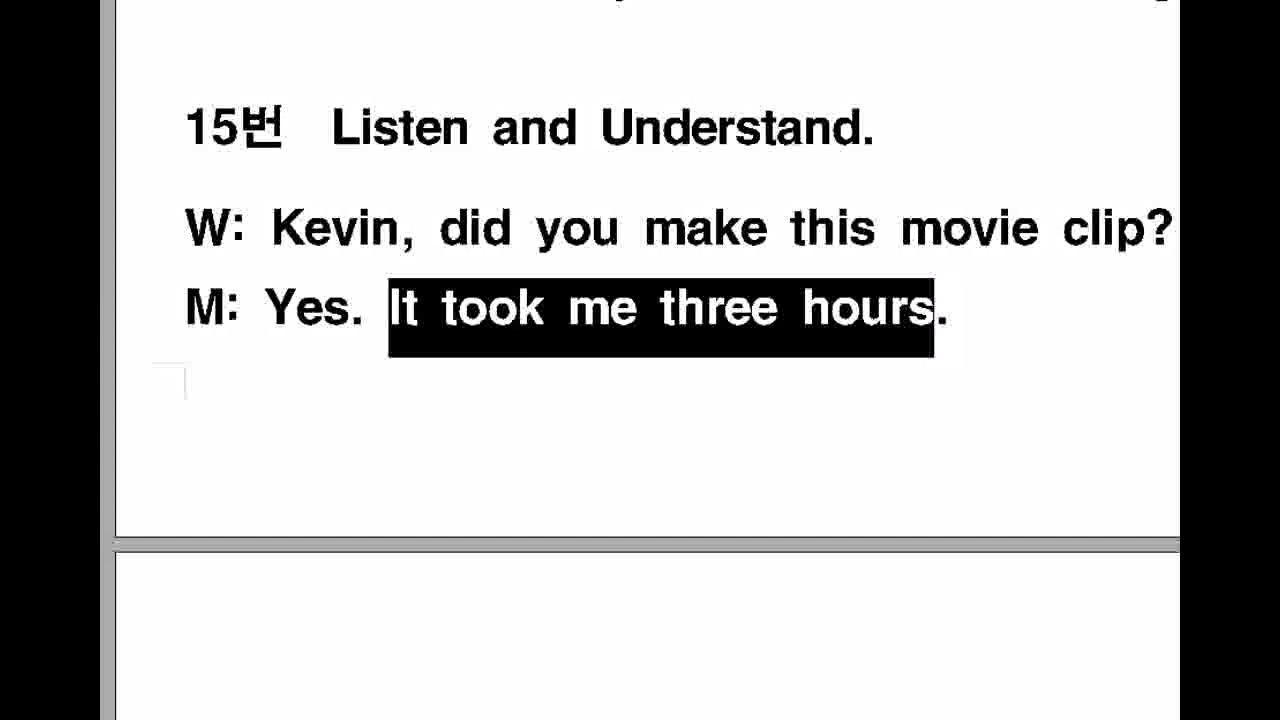 15번 Listen and Understand.
W: Kevin, did you make this movie clip?
M: Yes. It took me three hours.